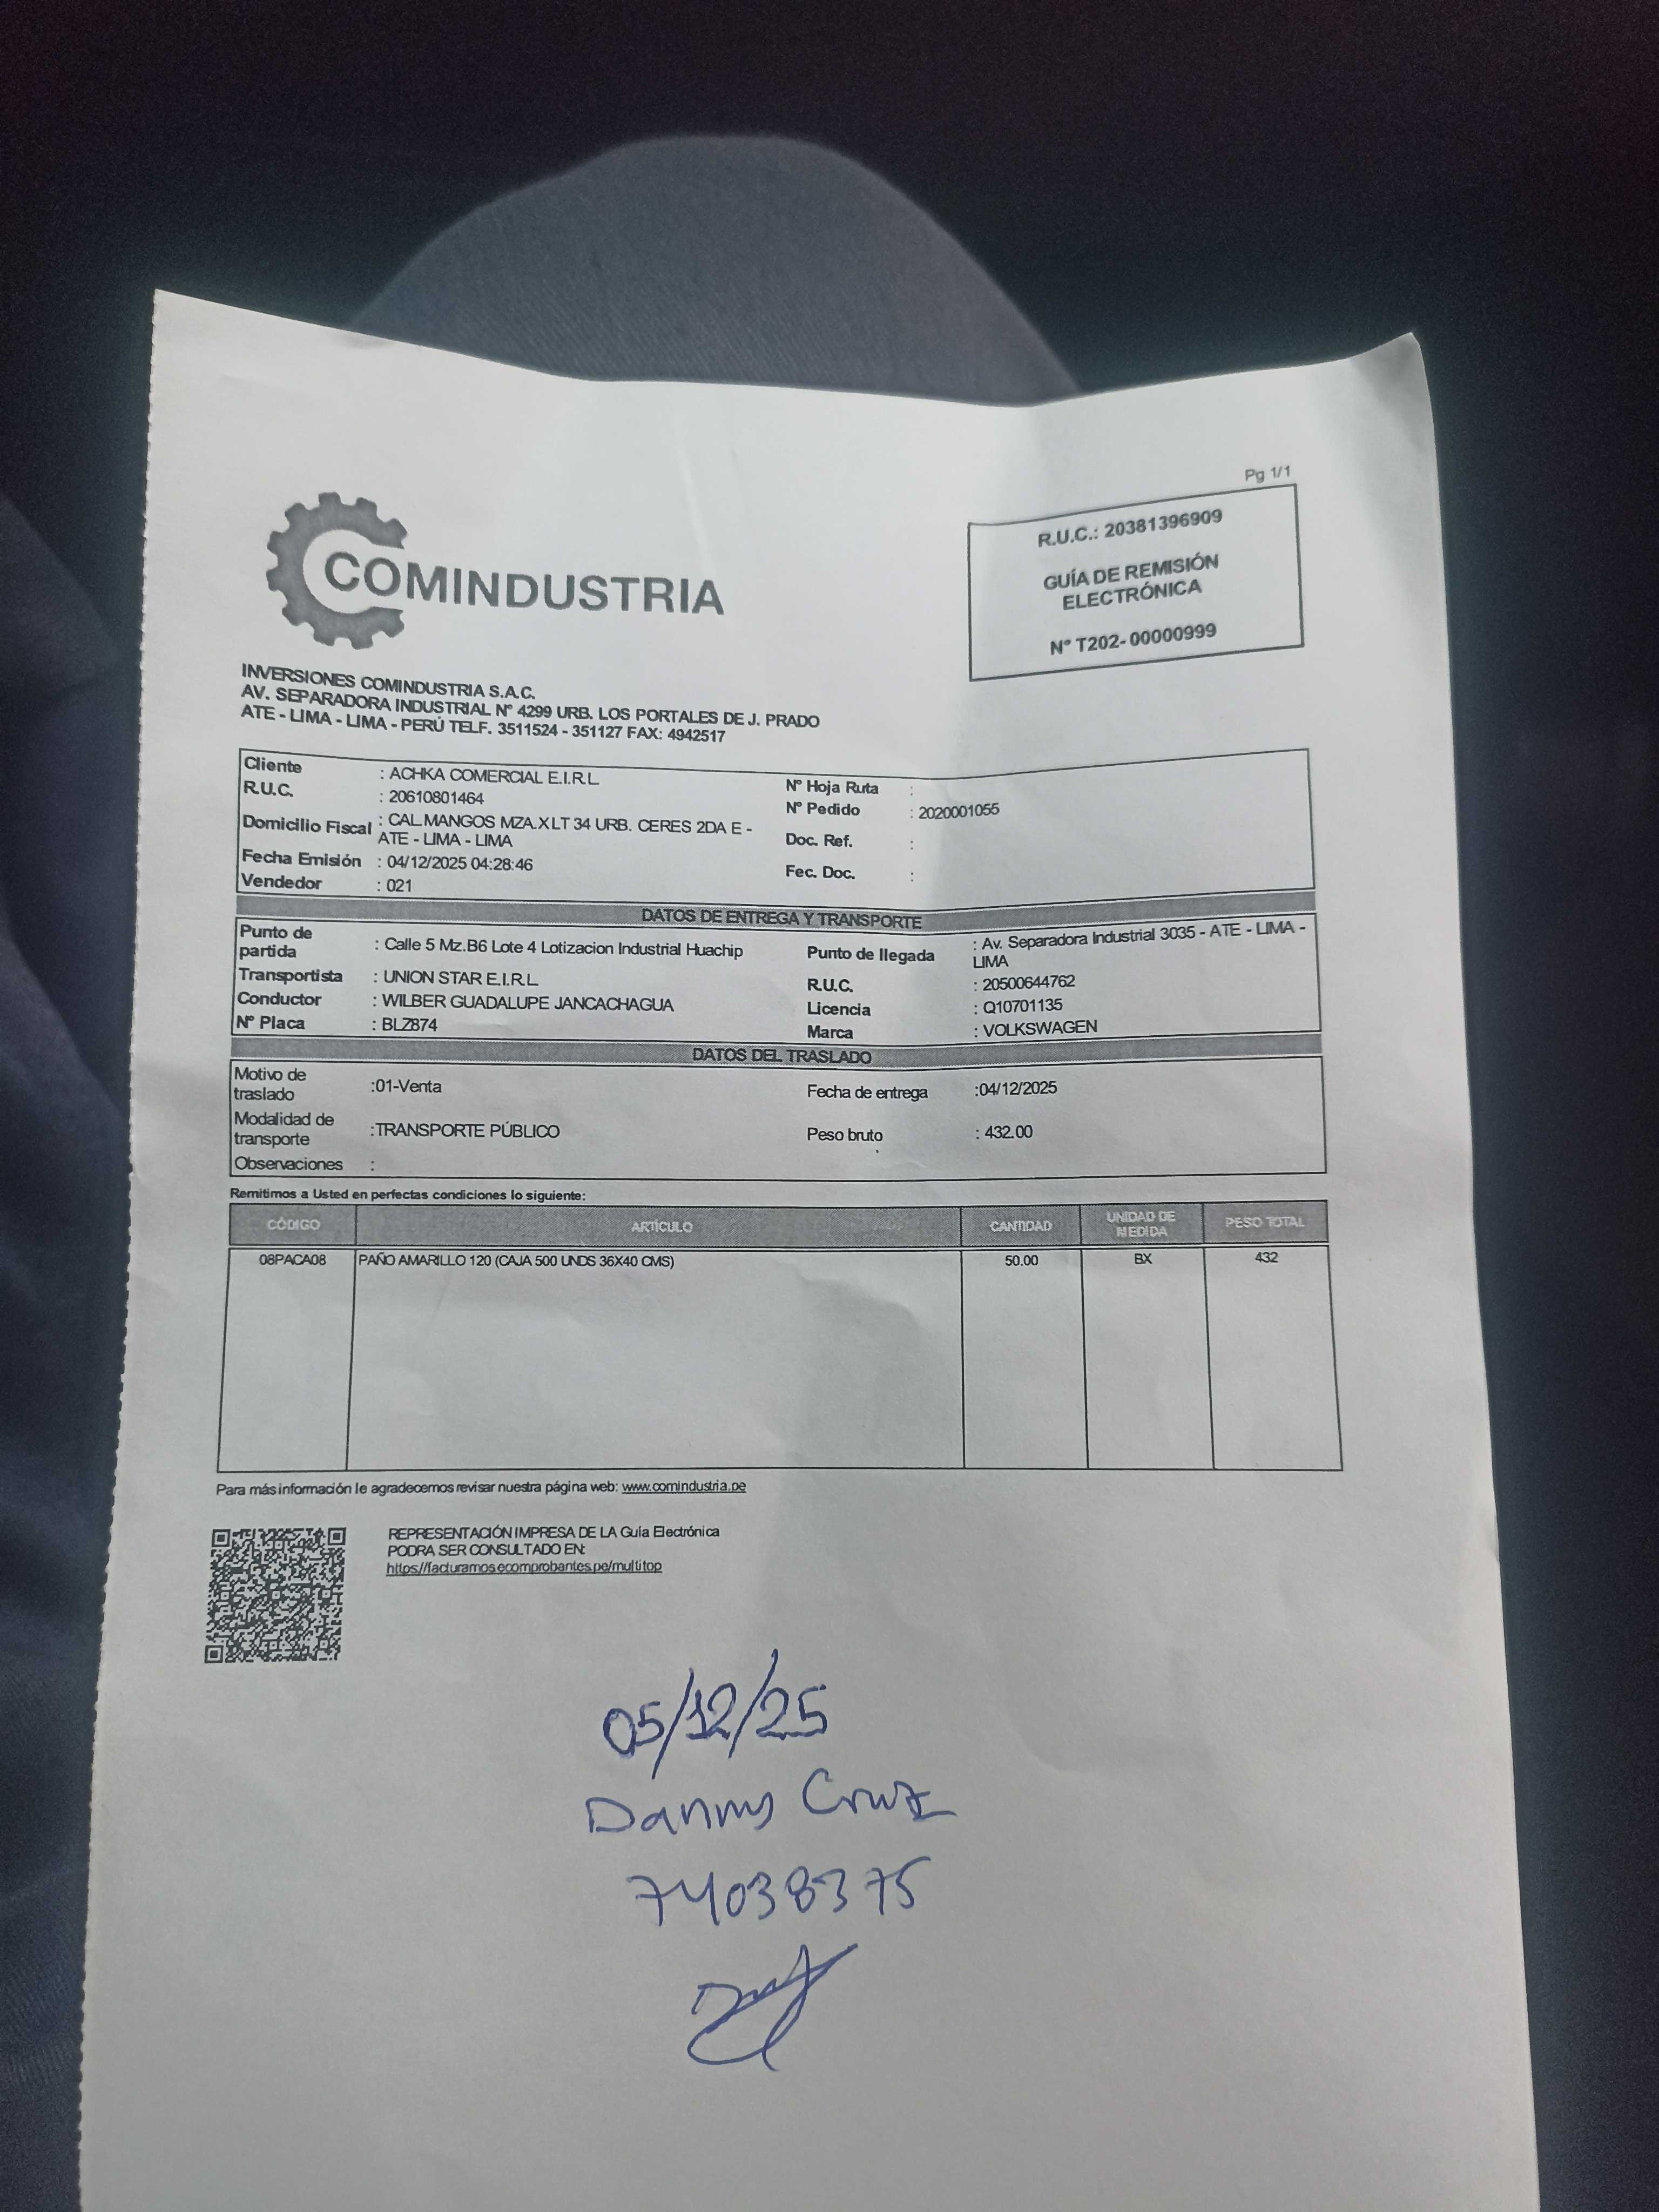 Pg 1/1
COMINDUSTRIA
R.U.C.: 20381396909
GUÍA DE REMISIÓN
ELECTRÓNICA
Nº T202- 00000999
INVERSIONES COMINDUSTRIA S.A.C.
AV. SEPARADORA INDUSTRIAL Nº 4299 URB. LOS PORTALES DE J. PRADO
ATE - LIMA - LIMA - PERÚ TELF. 3511524 - 351127 FAX: 4942517
Cliente : ACHKA COMERCIAL E.I.R.L
R.U.C. : 20610801464
Domicilio Fiscal : CAL.MANGOS MZA.X LT 34 URB. CERES 2DA E -
ATE - LIMA - LIMA
Fecha Emisión : 04/12/2025 04:28:46
Vendedor : 021
Nº Hoja Ruta :
Nº Pedido : 2020001055
Doc. Ref. :
Fec. Doc. :
DATOS DE ENTREGA Y TRANSPORTE
Punto de
partida : Calle 5 Mz.B6 Lote 4 Lotizacion Industrial Huachip
Transportista : UNION STAR E.I.R.L
Conductor : WILBER GUADALUPE JANCACHAGUA
Nº Placa : BLZ874
Punto de llegada : Av. Separadora Industrial 3035 - ATE - LIMA -
LIMA
R.U.C. : 20500644762
Licencia : Q10701135
Marca : VOLKSWAGEN
DATOS DEL TRASLADO
Motivo de
traslado :01-Venta
Fecha de entrega :04/12/2025
Modalidad de
transporte :TRANSPORTE PÚBLICO
Peso bruto : 432.00
Observaciones :
Remitimos a Usted en perfectas condiciones lo siguiente:
CÓDIGO ARTÍCULO CANTIDAD UNIDAD DE MEDIDA PESO TOTAL
08PACA08 PAÑO AMARILLO 120 (CAJA 500 UNDS 36X40 CMS) 50.00 BX 432
Para más información le agradecemos revisar nuestra página web: www.comindustria.pe
REPRESENTACIÓN IMPRESA DE LA Guía Electrónica
PODRA SER CONSULTADO EN:
https://facturamos.ecomprobantes.pe/multitop
05/12/25
Danny Cruz
74038375